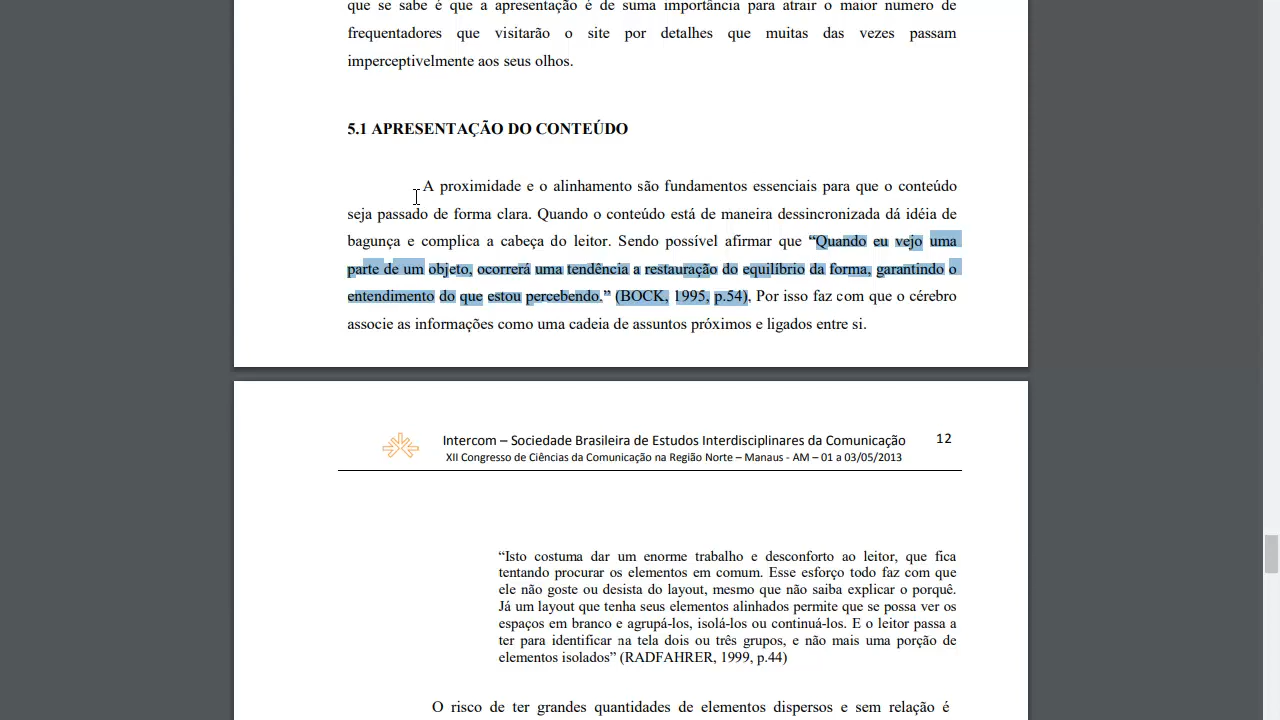 que se sabe é que a apresentação é de suma importância para atrair o maior número de
frequentadores que visitarão o site por detalhes que muitas das vezes passam
imperceptivelmente aos seus olhos.
5.1 APRESENTAÇÃO DO CONTEÚDO
A proximidade e o alinhamento são fundamentos essenciais para que o conteúdo
seja passado de forma clara. Quando o conteúdo está de maneira dessincronizada dá idéia de
bagunça e complica a cabeça do leitor. Sendo possível afirmar que “Quando eu vejo uma
parte de um objeto, ocorrerá uma tendência a restauração do equilíbrio da forma, garantindo o
entendimento do que estou percebendo.” (BOCK, 1995, p.54). Por isso faz com que o cérebro
associe as informações como uma cadeia de assuntos próximos e ligados entre si.
Intercom – Sociedade Brasileira de Estudos Interdisciplinares da Comunicação 12
XII Congresso de Ciências da Comunicação na Região Norte – Manaus - AM – 01 a 03/05/2013
“Isto costuma dar um enorme trabalho e desconforto ao leitor, que fica
tentando procurar os elementos em comum. Esse esforço todo faz com que
ele não goste ou desista do layout, mesmo que não saiba explicar o porquê.
Já um layout que tenha seus elementos alinhados permite que se possa ver os
espaços em branco e agrupá-los, isolá-los ou continuá-los. E o leitor passa a
ter para identificar na tela dois ou três grupos, e não mais uma porção de
elementos isolados” (RADFAHRER, 1999, p.44)
O risco de ter grandes quantidades de elementos dispersos e sem relação é